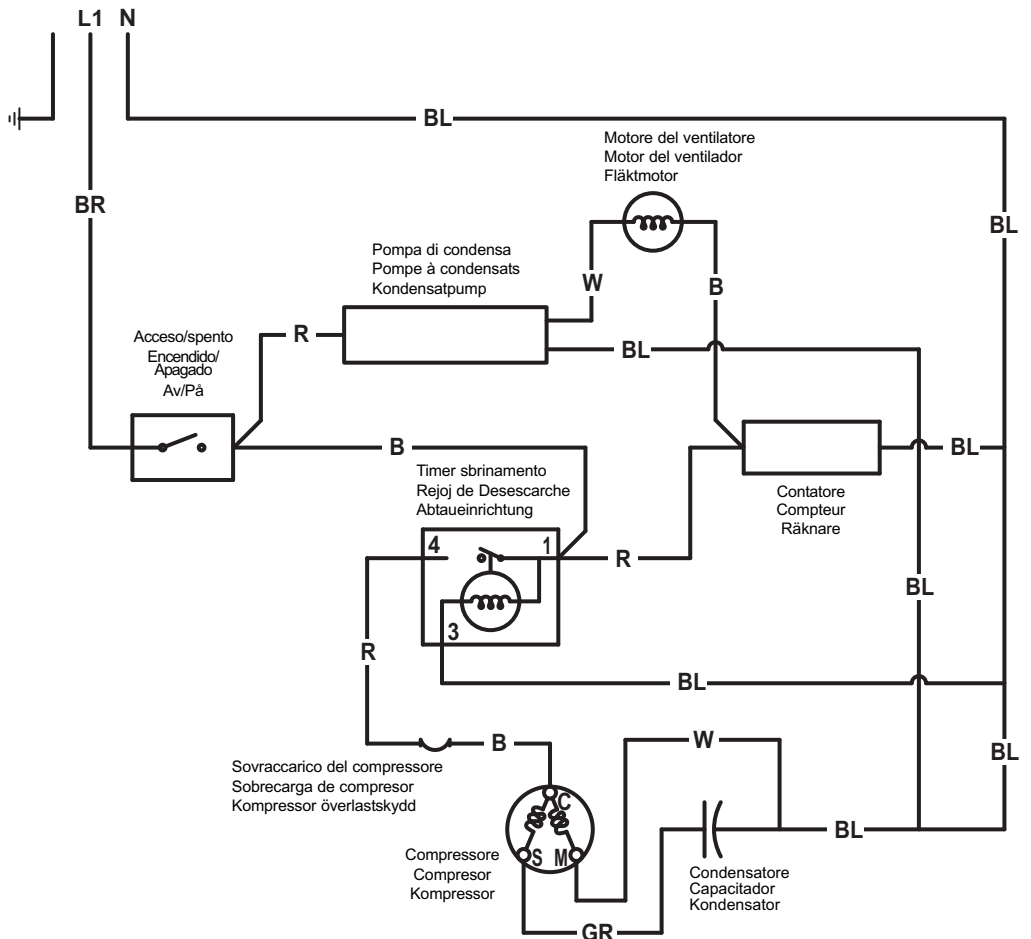 L1 N
BL
Motore del ventilatore
Motor del ventilador
Fläktmotor
BR
BL
Pompa di condensa
Pompe à condensats
Kondensatpump
W
B
Acceso/spento
Encendido/
Apagado
Av/På
R
BL
B
BL
Timer sbrinamento
Rejoj de Desescarche
Abtaueinrichtung
Contatore
Compteur
Räknare
4
1
R
BL
3
R
BL
B
W
BL
Sovraccarico del compressore
Sobrecarga de compresor
Kompressor överlastskydd
C
S
M
BL
Compressore
Compresor
Kompressor
Condensatore
Capacitador
Kondensator
GR